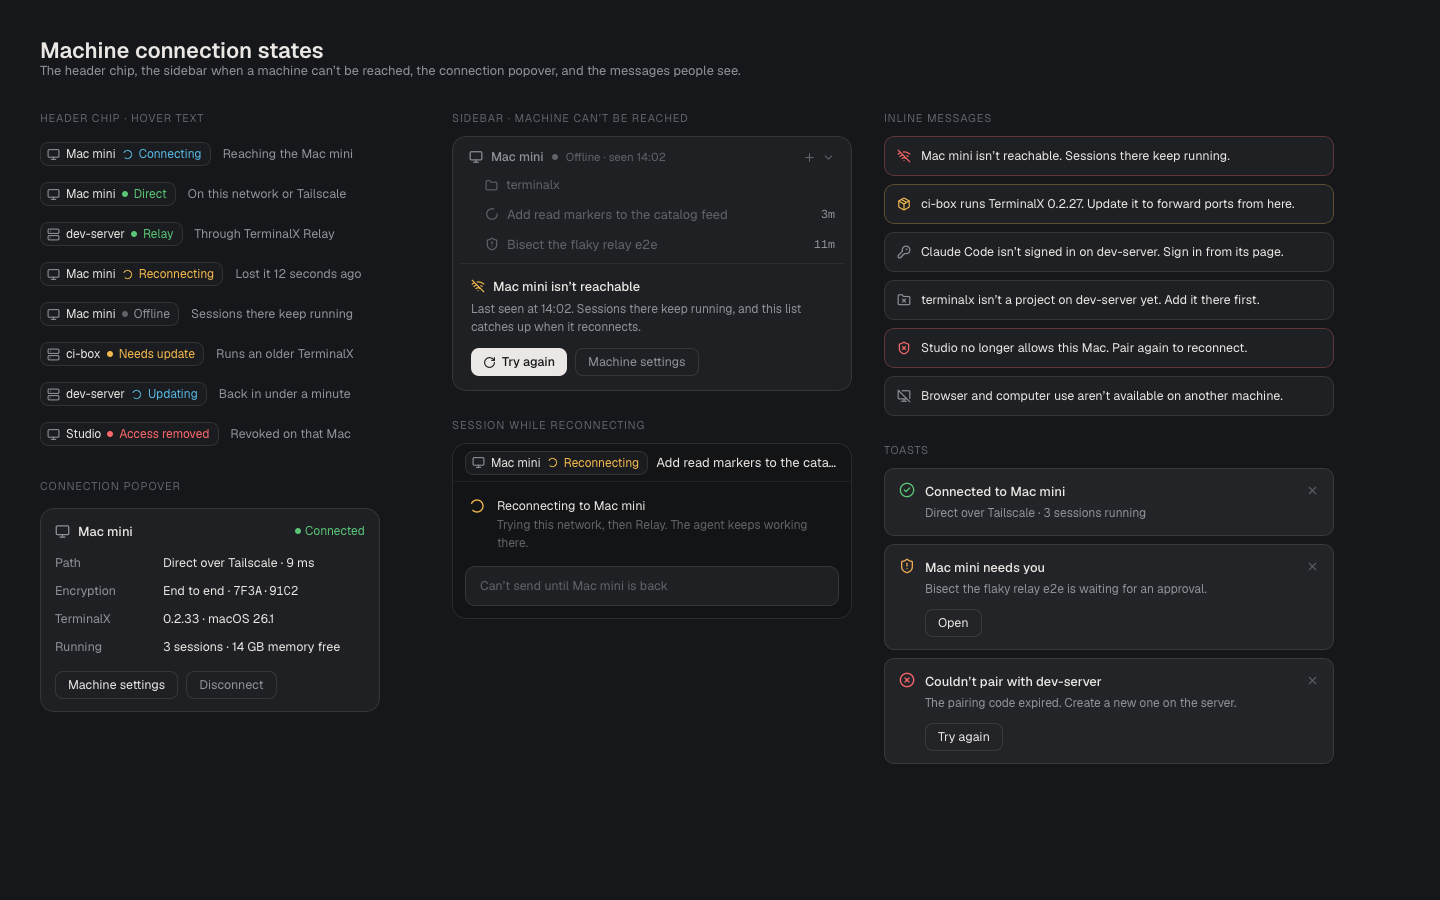 Machine connection states
The header chip, the sidebar when a machine can't be reached, the connection popover, and the messages people see.
HEADER CHIP · HOVER TEXT
Mac mini Connecting Reaching the Mac mini
Mac mini • Direct On this network or Tailscale
dev-server • Relay Through TerminalX Relay
Mac mini Reconnecting Lost it 12 seconds ago
Mac mini • Offline Sessions there keep running
ci-box • Needs update Runs an older TerminalX
dev-server Updating Back in under a minute
Studio • Access removed Revoked on that Mac
CONNECTION POPOVER
Mac mini • Connected
Path Direct over Tailscale · 9 ms
Encryption End to end · 7F3A·91C2
TerminalX 0.2.33 · macOS 26.1
Running 3 sessions · 14 GB memory free
Machine settings Disconnect
SIDEBAR · MACHINE CAN'T BE REACHED
Mac mini • Offline · seen 14:02
terminalx
Add read markers to the catalog feed 3m
Bisect the flaky relay e2e 11m
Mac mini isn't reachable
Last seen at 14:02. Sessions there keep running, and this list
catches up when it reconnects.
Try again Machine settings
SESSION WHILE RECONNECTING
Mac mini Reconnecting Add read markers to the cata…
Reconnecting to Mac mini
Trying this network, then Relay. The agent keeps working
there.
Can't send until Mac mini is back
INLINE MESSAGES
Mac mini isn't reachable. Sessions there keep running.
ci-box runs TerminalX 0.2.27. Update it to forward ports from here.
Claude Code isn't signed in on dev-server. Sign in from its page.
terminalx isn't a project on dev-server yet. Add it there first.
Studio no longer allows this Mac. Pair again to reconnect.
Browser and computer use aren't available on another machine.
TOASTS
Connected to Mac mini
Direct over Tailscale · 3 sessions running
Mac mini needs you
Bisect the flaky relay e2e is waiting for an approval.
Open
Couldn't pair with dev-server
The pairing code expired. Create a new one on the server.
Try again